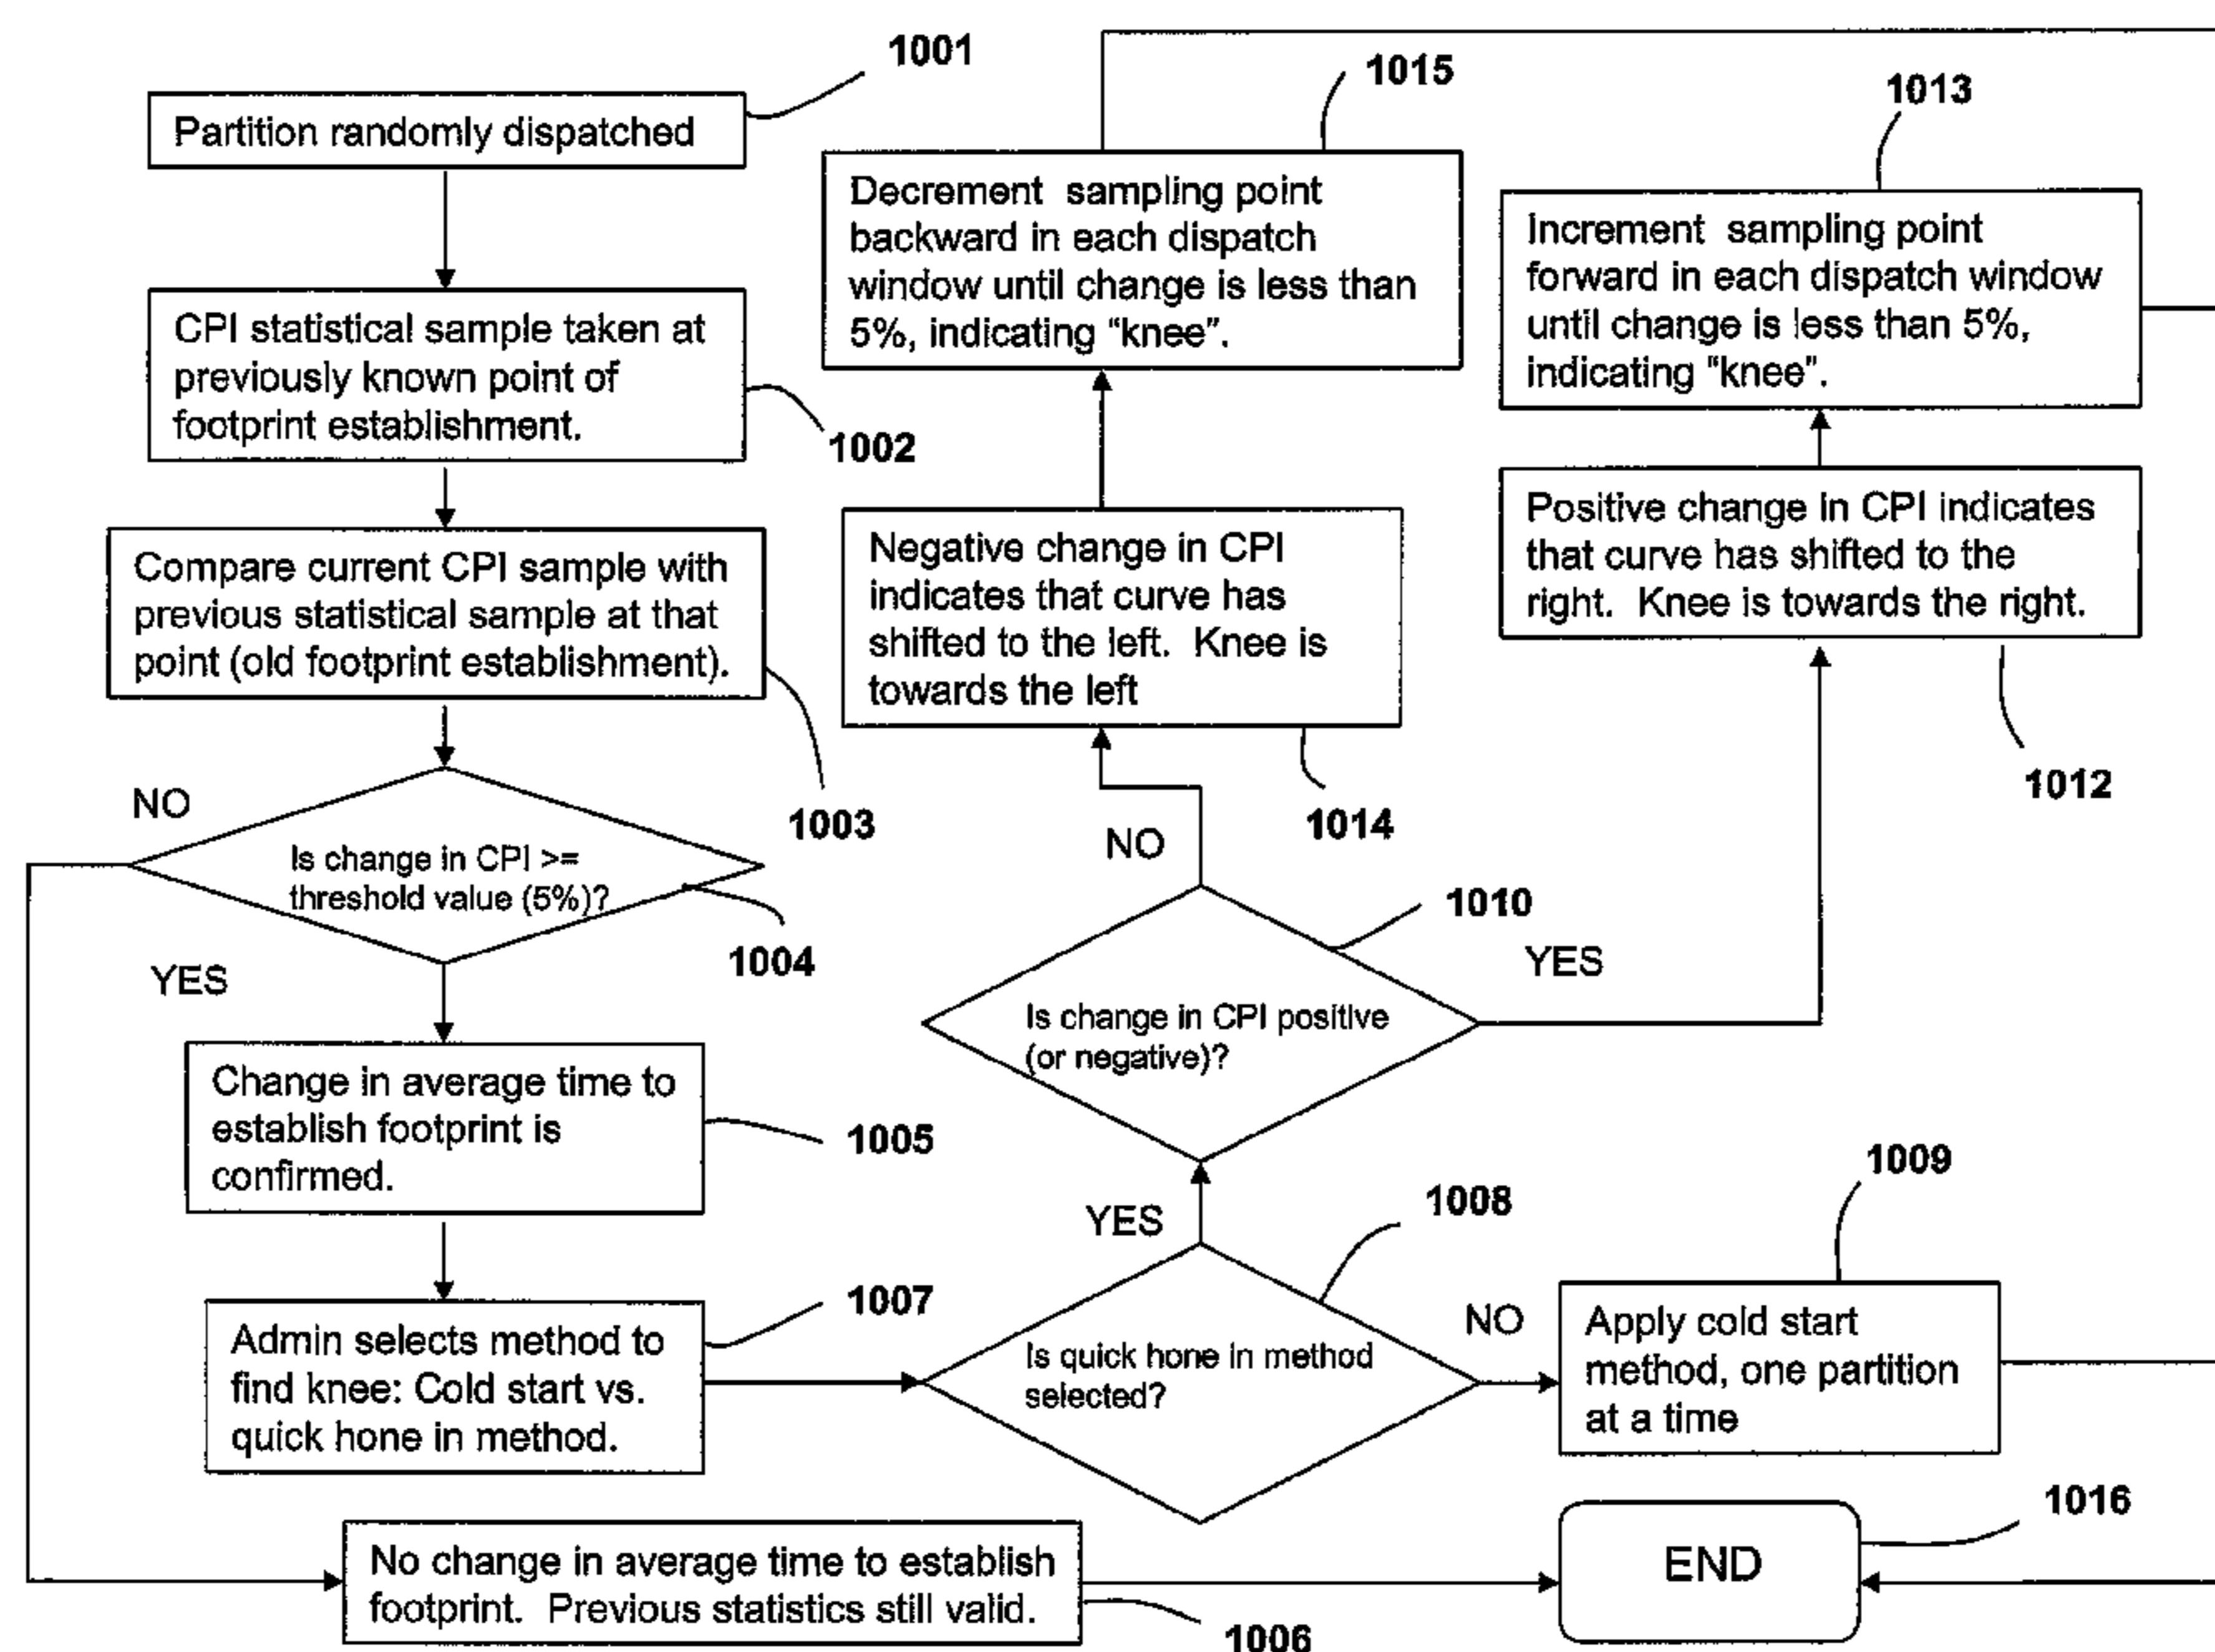 1001
Partition randomly dispatched
CPI statistical sample taken at
previously known point of
footprint establishment.
1002
Compare current CPI sample with
previous statistical sample at that
point (old footprint establishment).
1003
NO
Is change in CPI >=
threshold value (5%)?
1004
YES
Change in average time to
establish footprint is
confirmed.
1005
Admin selects method to
find knee: Cold start vs.
quick hone in method.
1007
No change in average time to establish
footprint. Previous statistics still valid.
1006
1015
Decrement sampling point
backward in each dispatch
window until change is less than
5%, indicating "knee".
Negative change in CPI
indicates that curve has
shifted to the left. Knee is
towards the left
1014
NO
1010
YES
Is change in CPI positive
(or negative)?
YES
1008
Is quick hone in method
selected?
NO
1013
Increment sampling point
forward in each dispatch window
until change is less than 5%,
indicating "knee".
Positive change in CPI indicates
that curve has shifted to the
right. Knee is towards the right.
1012
1009
Apply cold start
method, one partition
at a time
1016
END